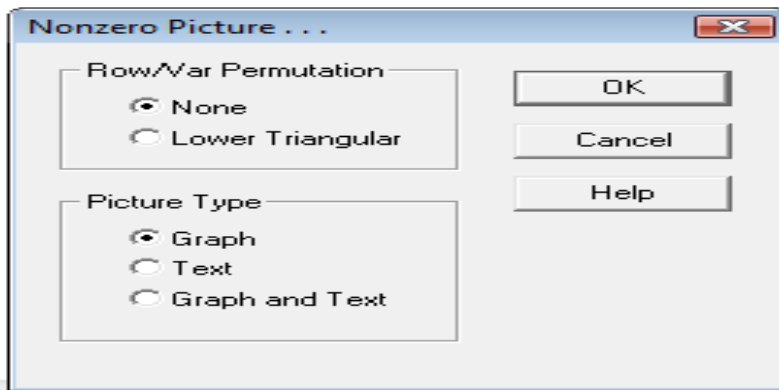 Nonzero Picture . . .
Row/Var Permutation
None
Lower Triangular
Picture Type
Graph
Text
Graph and Text
OK
Cancel
Help